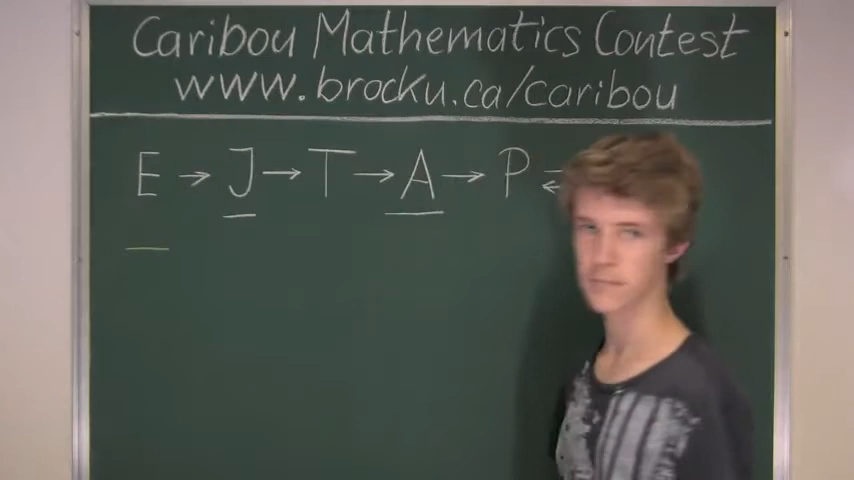 Caribou Mathematics Contest
www.brocku.ca/caribou
E → J → T → A → P